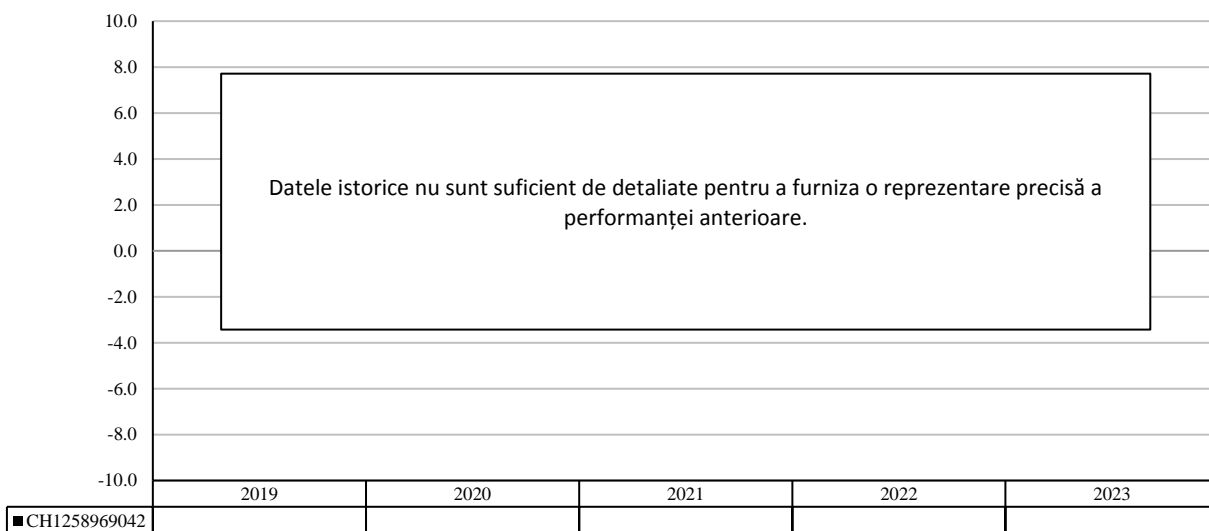 10.0
8.0
6.0
4.0
2.0
0.0
-2.0
-4.0
-6.0
-8.0
-10.0
Datele istorice nu sunt suficient de detaliate pentru a furniza o reprezentare precisă a
performanței anterioare.
2019 2020 2021 2022 2023
CH1258969042